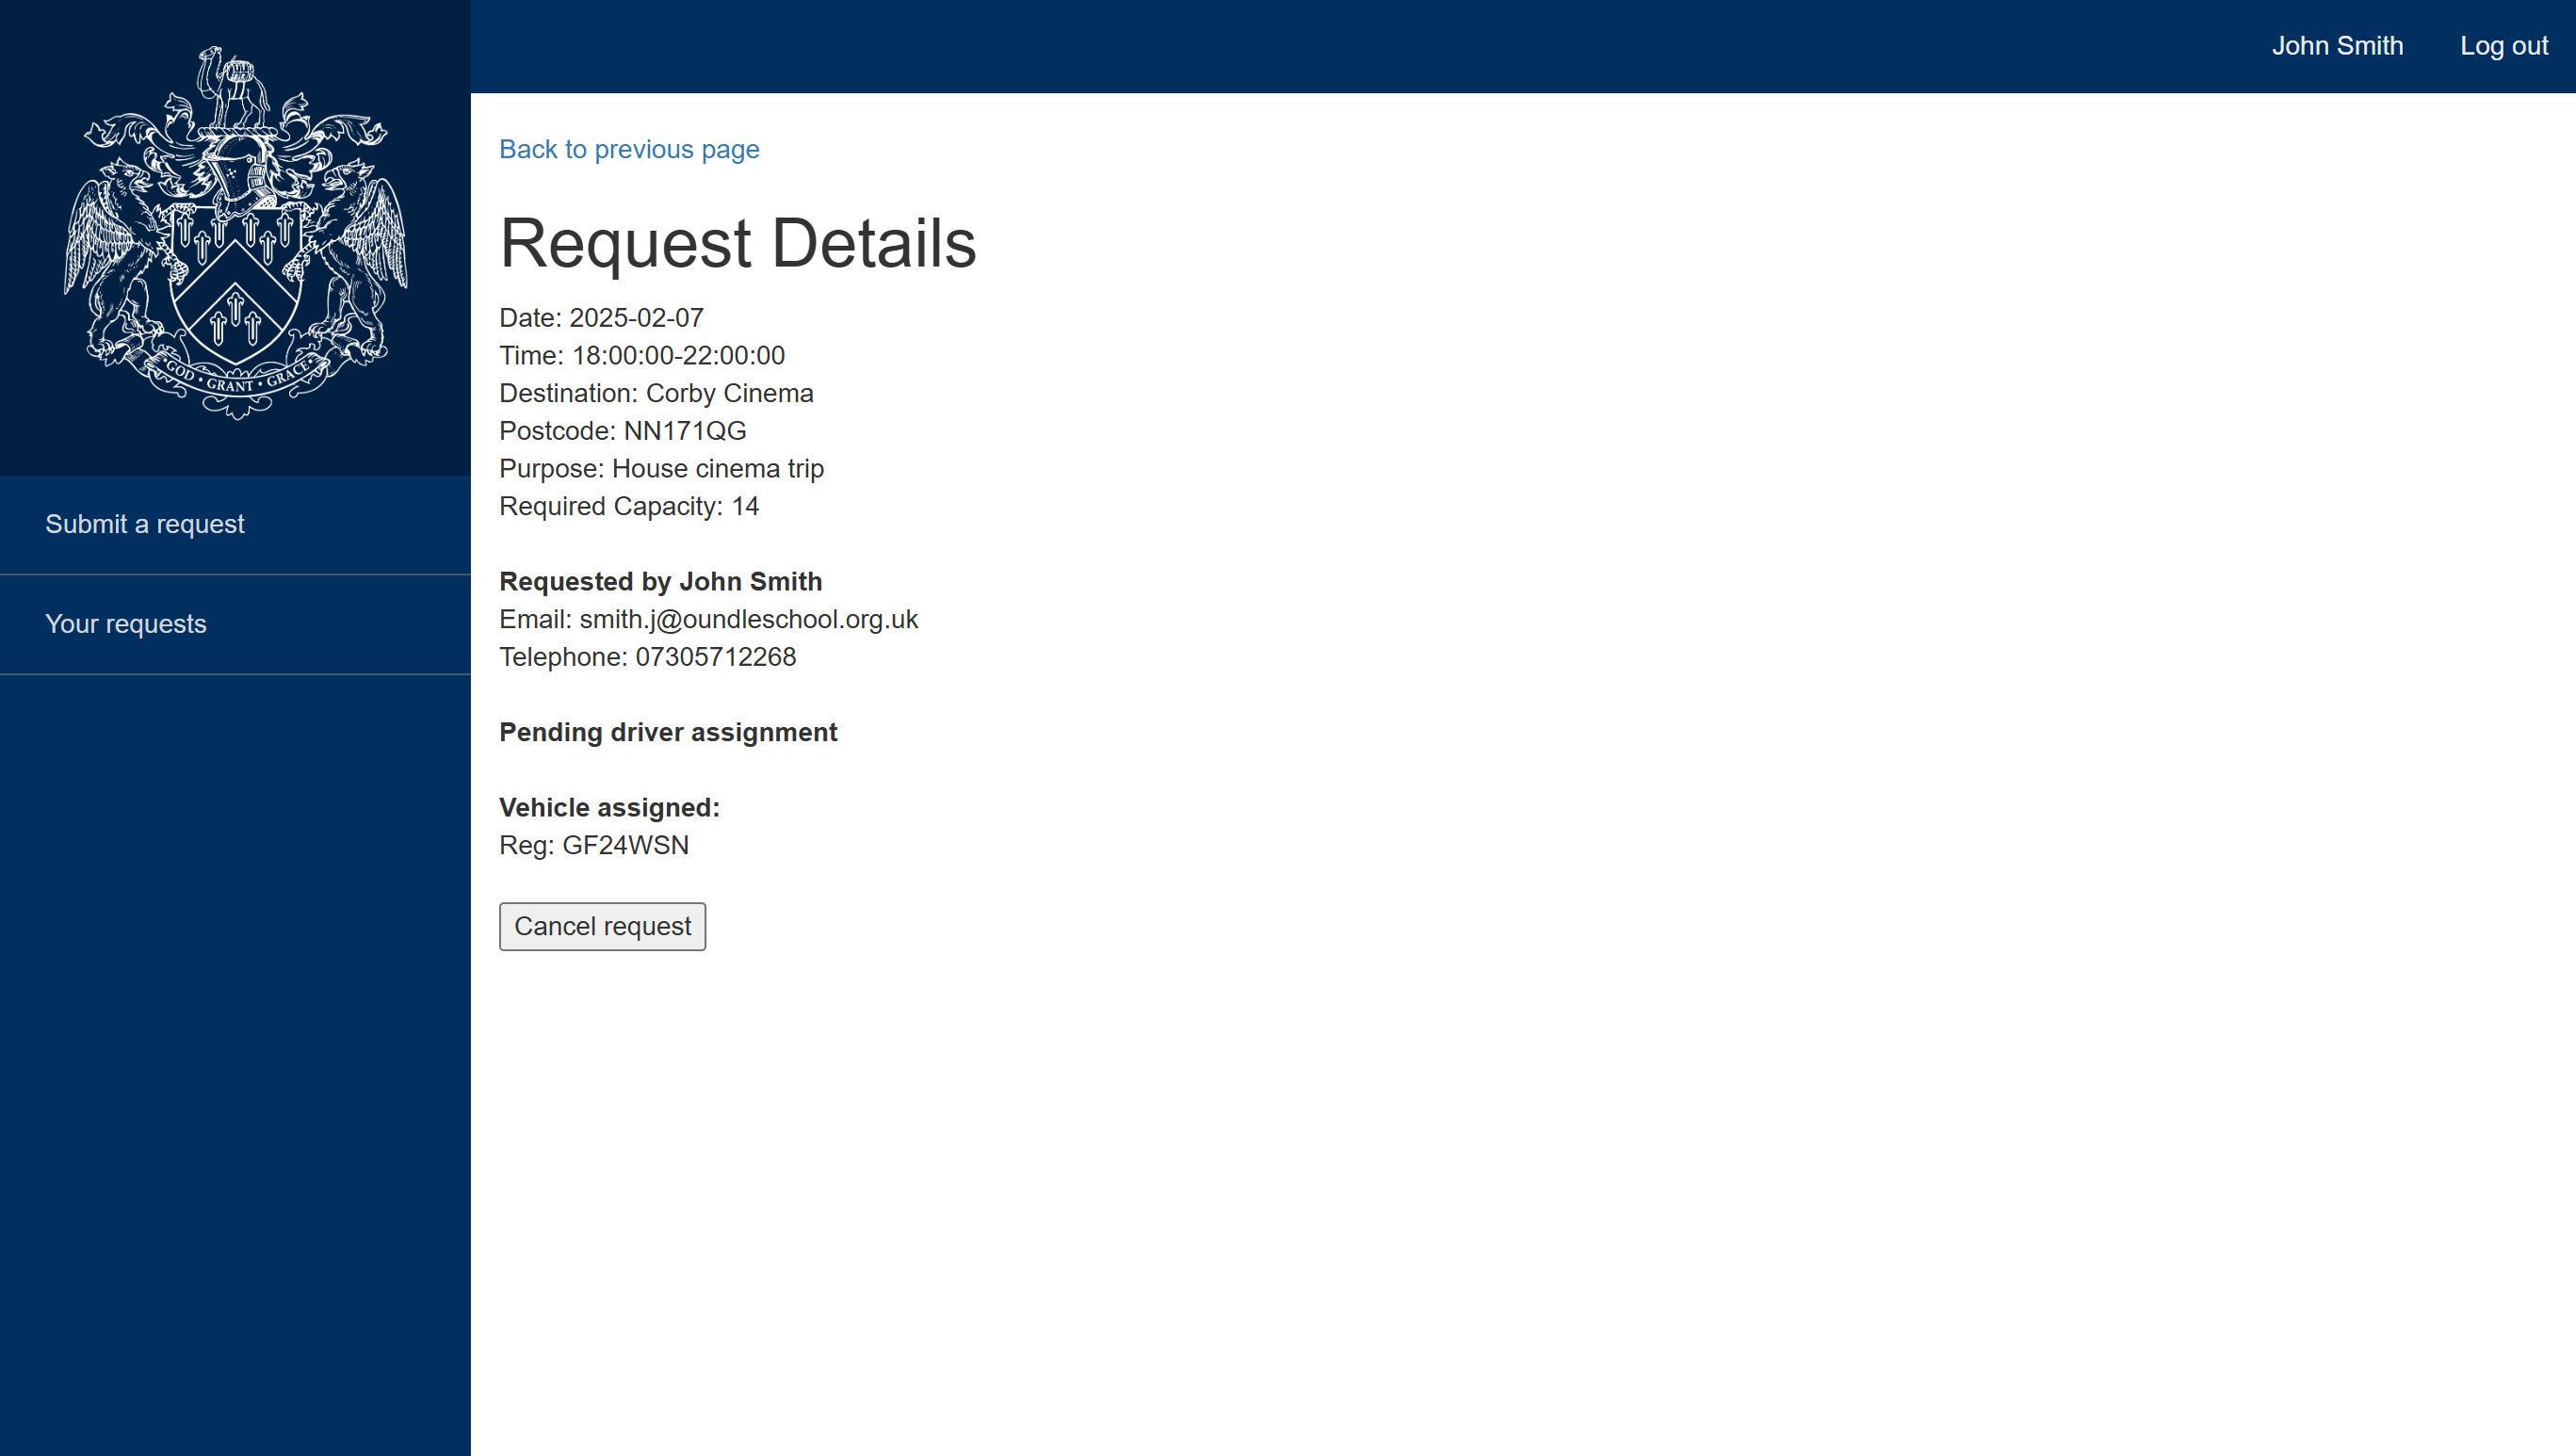 GOD • GRANT • GRACE
Submit a request
Your requests
John Smith
Log out
Back to previous page
Request Details
Date: 2025-02-07
Time: 18:00:00-22:00:00
Destination: Corby Cinema
Postcode: NN171QG
Purpose: House cinema trip
Required Capacity: 14
Requested by John Smith
Email: smith.j@oundleschool.org.uk
Telephone: 07305712268
Pending driver assignment
Vehicle assigned:
Reg: GF24WSN
Cancel request